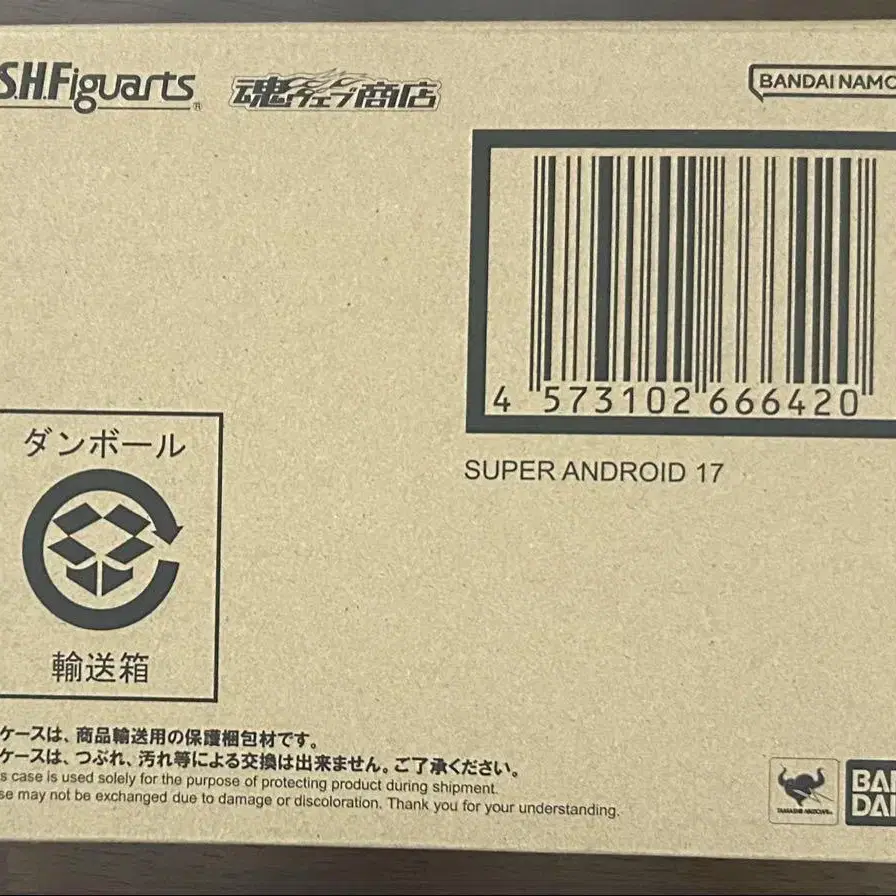 S.H.Figuarts®
魂ウェブ商店
BANDAI NAMCO
4 573102 666420
SUPER ANDROID 17
ダンボール
輸送箱
ケースは、商品輸送用の保護梱包材です。
ケースは、つぶれ、汚れ等による交換は出来ません。ご了承ください。
s case is used solely for the purpose of protecting product during shipment.
se may not be exchanged due to damage or discoloration. Thank you for your understanding.
TAMASHII NATIONS
BAN
DAI